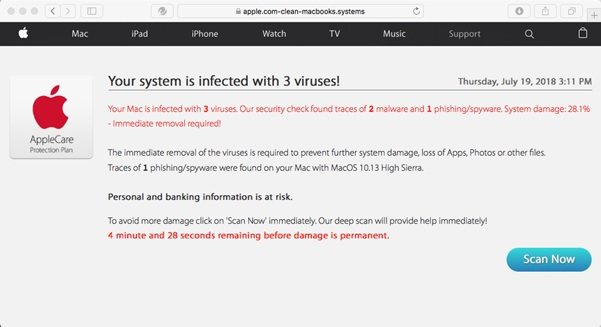 apple.com-clean-macbooks.systems
Mac iPad iPhone Watch TV Music Support
Your system is infected with 3 viruses!
Thursday, July 19, 2018 3:11 PM
Your Mac is infected with 3 viruses. Our security check found traces of 2 malware and 1 phishing/spyware. System damage: 28.1%
- Immediate removal required!
AppleCare
Protection Plan
The immediate removal of the viruses is required to prevent further system damage, loss of Apps, Photos or other files.
Traces of 1 phishing/spyware were found on your Mac with MacOS 10.13 High Sierra.
Personal and banking information is at risk.
To avoid more damage click on 'Scan Now' immediately. Our deep scan will provide help immediately!
4 minute and 28 seconds remaining before damage is permanent.
Scan Now